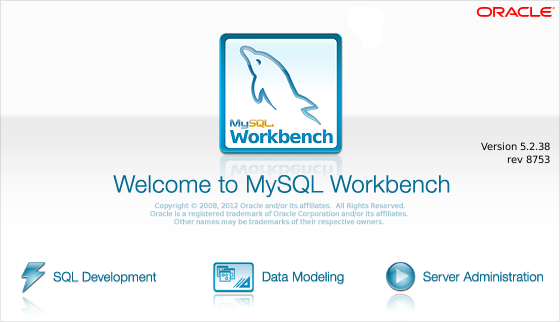 ORACLE
MySQL
Workbench
Version 5.2.38
rev 8753
Welcome to MySQL Workbench
Copyright © 2008, 2012 Oracle and/or its affiliates. All Rights Reserved.
Oracle is a registered trademark of Oracle Corporation and/or its affiliates.
Other names may be trademarks of their respective owners.
SQL Development
Data Modeling
Server Administration